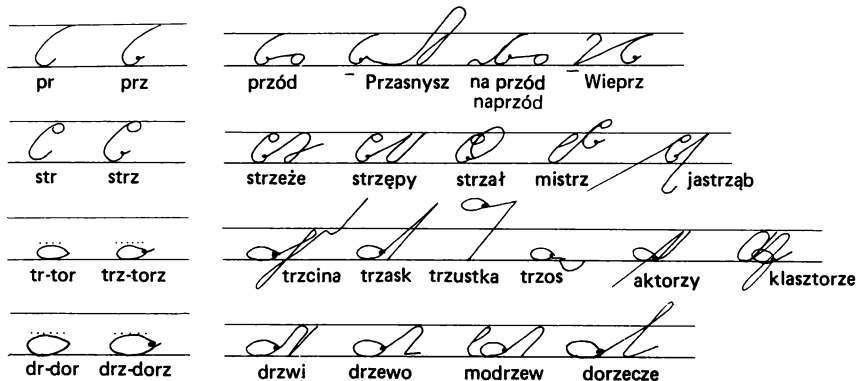 pr prz przód Przasnysz na przód Wieprz
naprzód
str strz strzeże strzępy strzał mistrz jastrząb
tr-tor trz-torz trzcina trzask trzustka trzos aktorzy klasztorze
dr-dor drz-dorz drzwi drzewo modrzew dorzecze